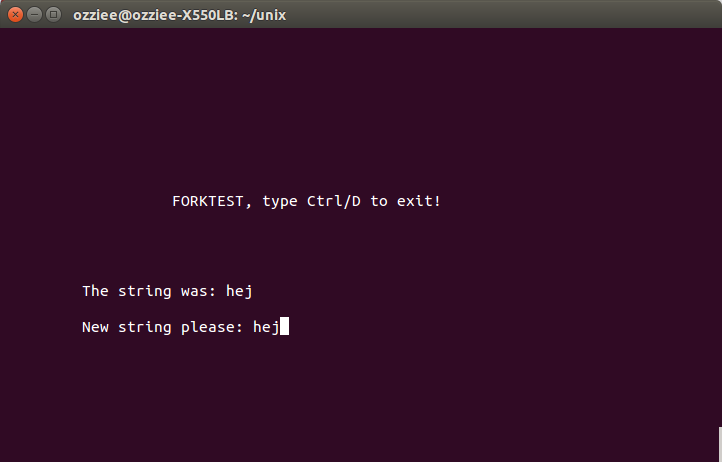 ozziee@ozziee-X550LB: ~/unix
FORKTEST, type Ctrl/D to exit!
The string was: hej
New string please: hej